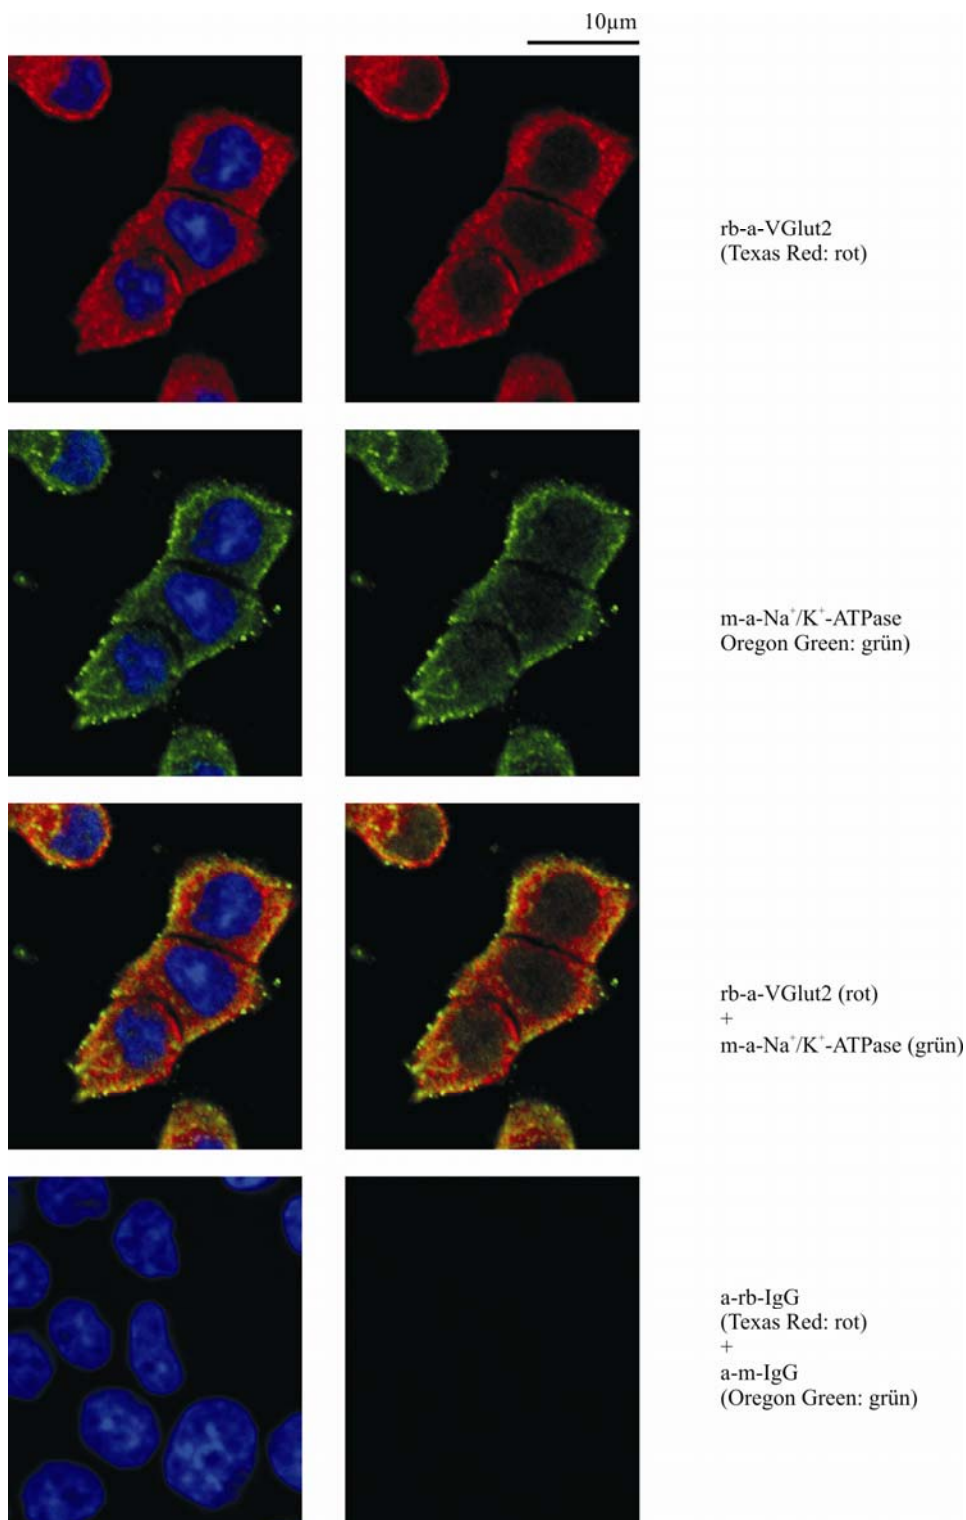 10µm
rb-a-VGlut2
(Texas Red: rot)
m-a-Na⁺/K⁺-ATPase
Oregon Green: grün)
rb-a-VGlut2 (rot)
+
m-a-Na⁺/K⁺-ATPase (grün)
a-rb-IgG
(Texas Red: rot)
+
a-m-IgG
(Oregon Green: grün)